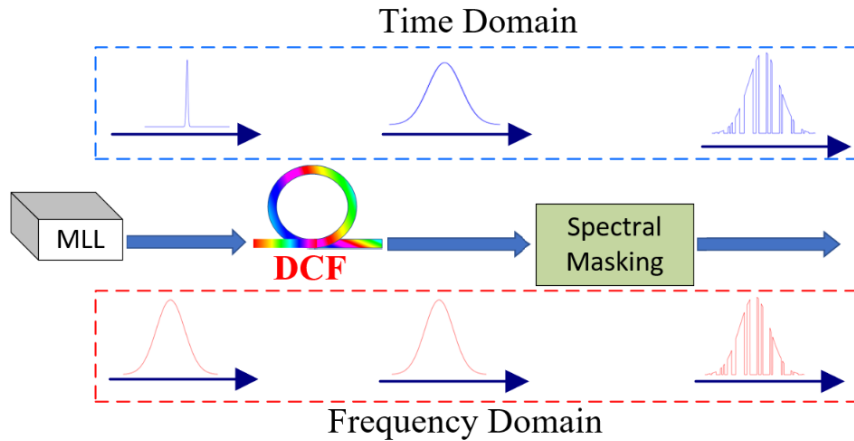 Time Domain
MLL
DCF
Spectral
Masking
Frequency Domain